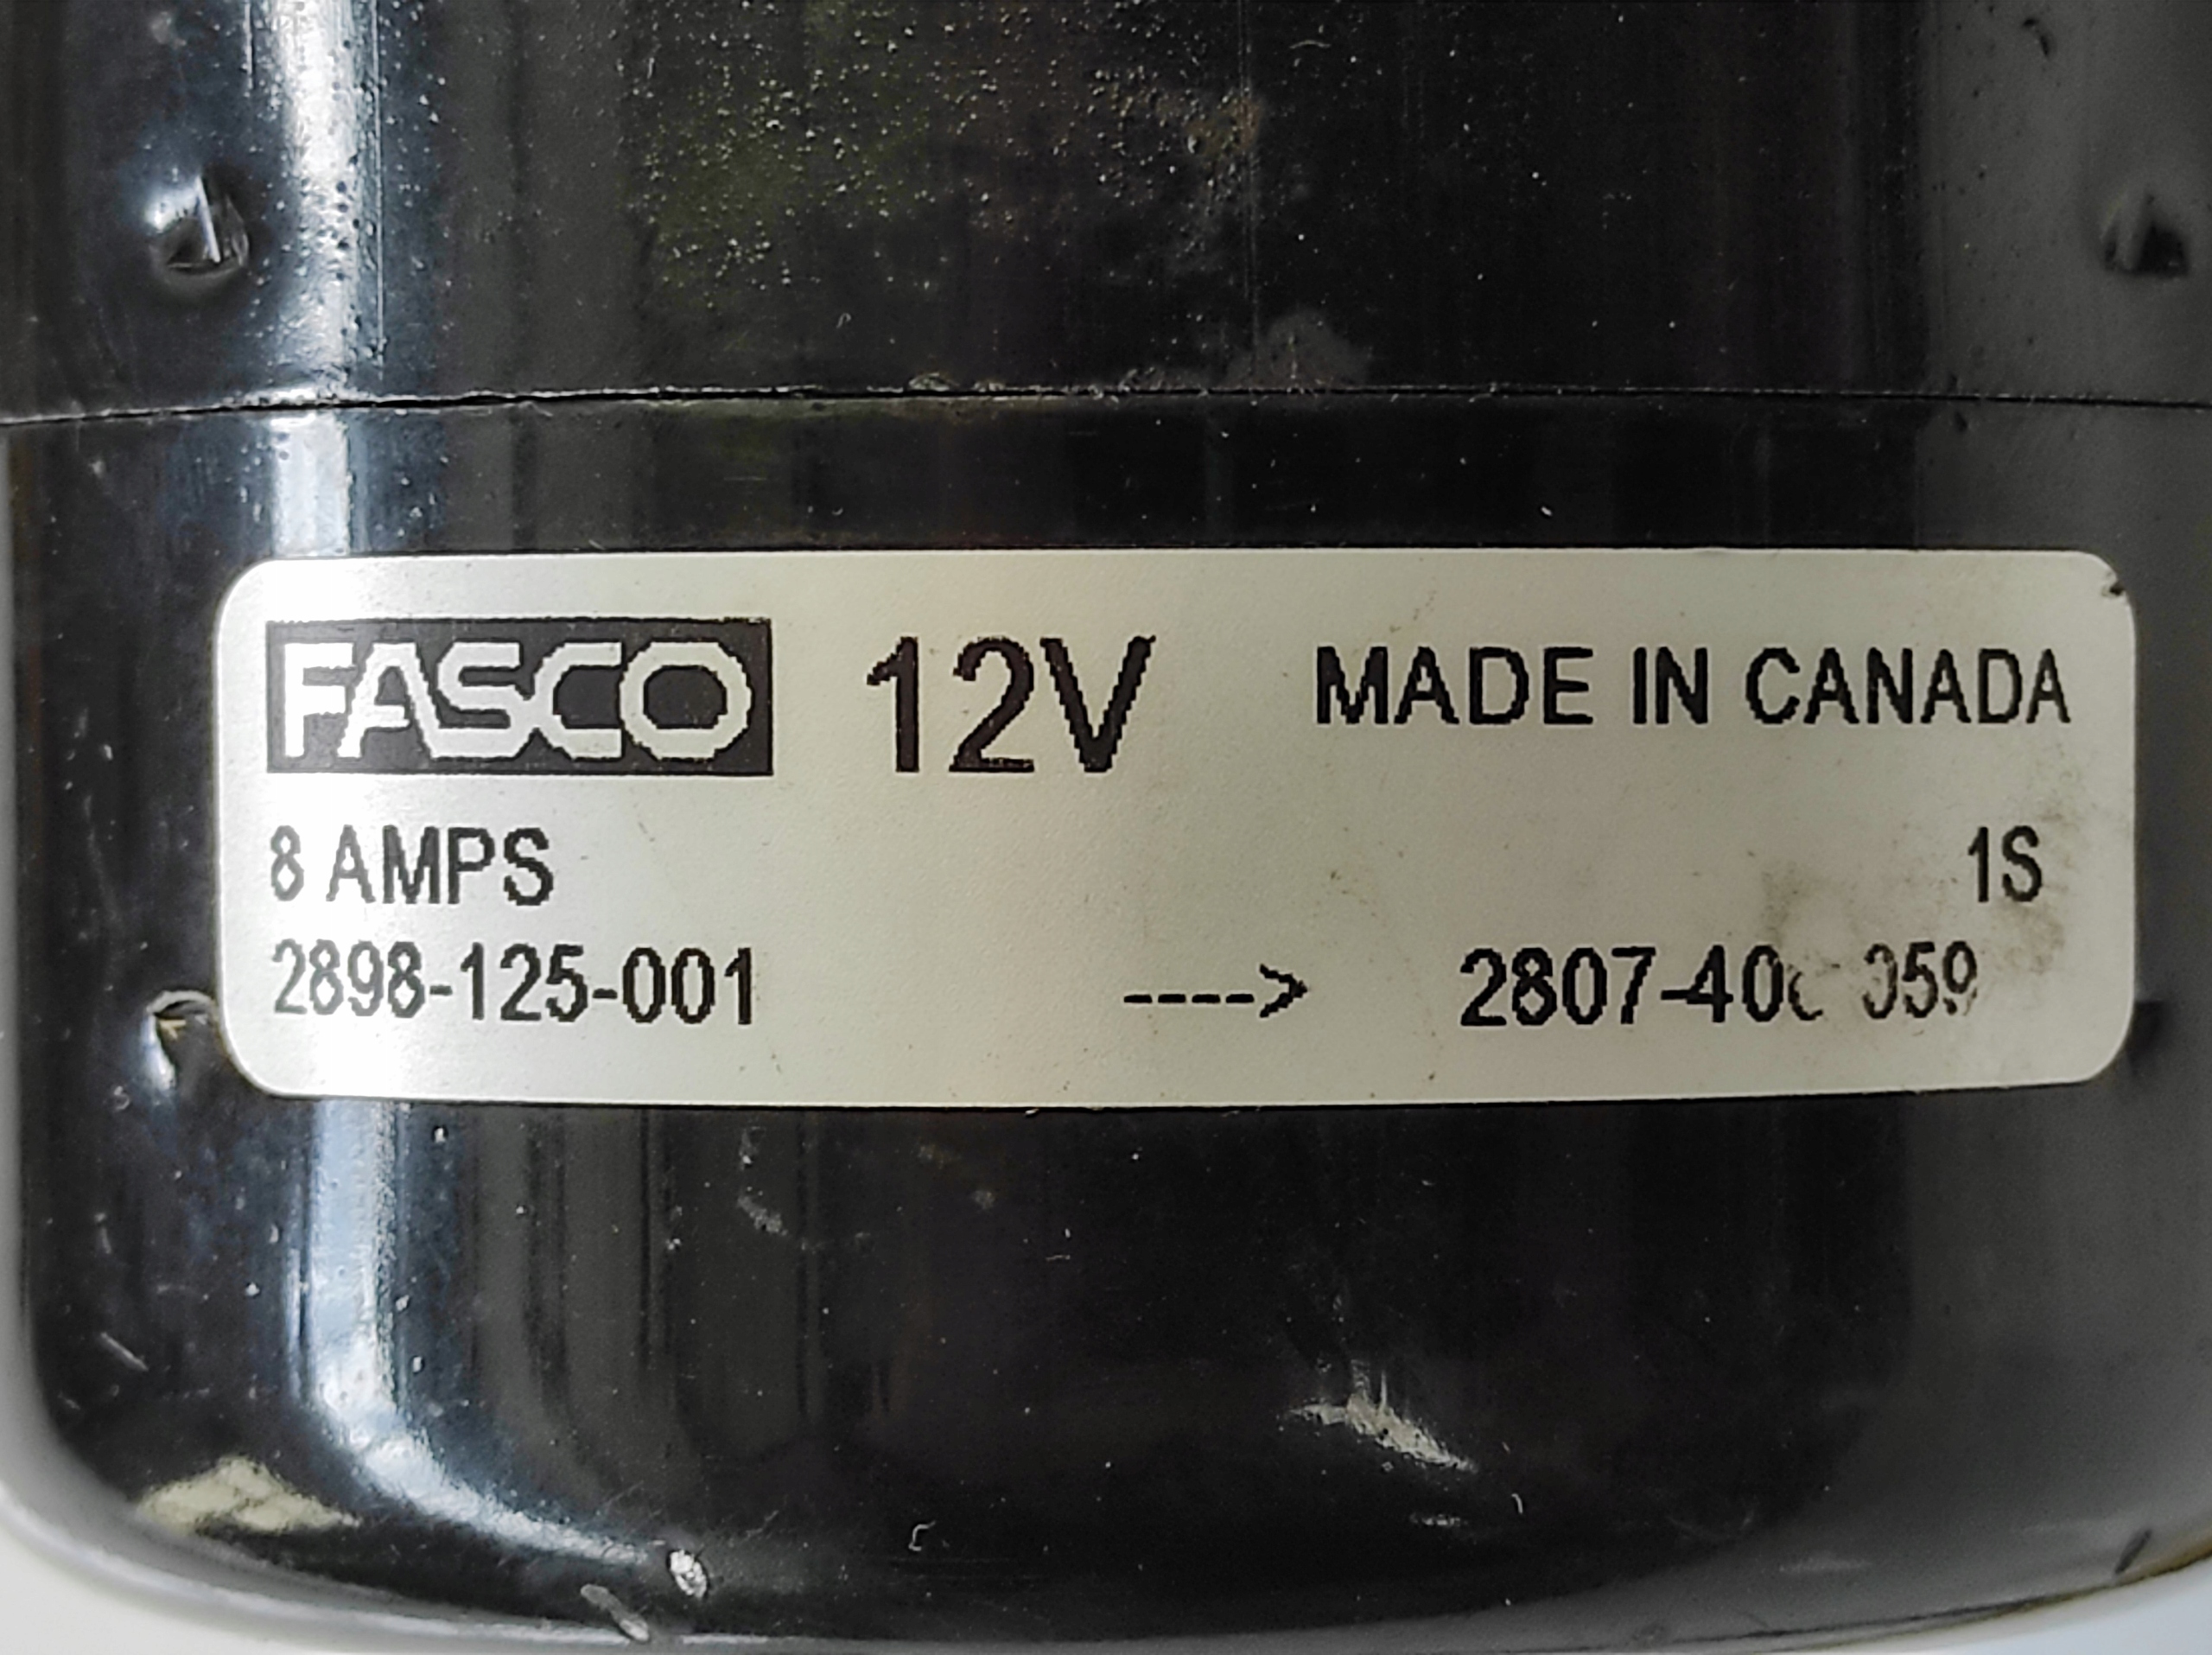 FASCO 12V MADE IN CANADA
8 AMPS 1S
2898-125-001 ---->